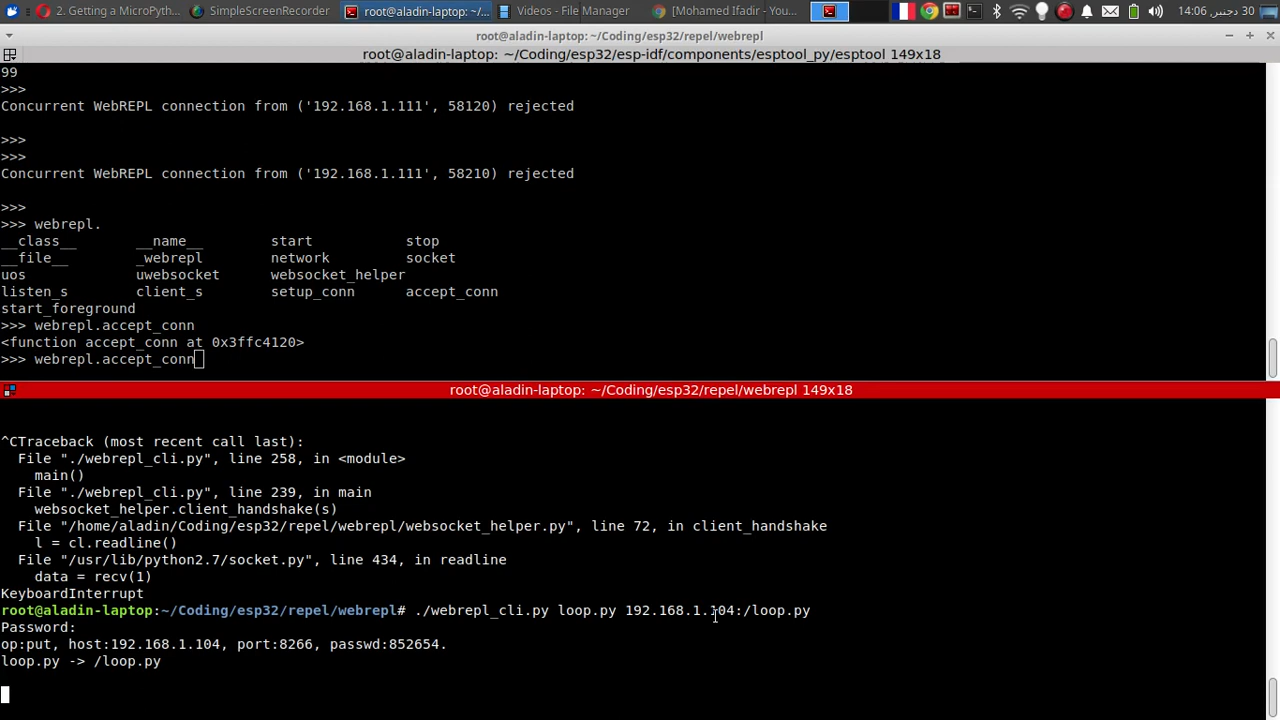 2. Getting a MicroPyth...
SimpleScreenRecorder
root@aladin-laptop: ~/...
Videos - File Manager
[Mohamed Ifadir - You...
30 دجنبر, 14:06
root@aladin-laptop: ~/Coding/esp32/repel/webrepl
root@aladin-laptop: ~/Coding/esp32/esp-idf/components/esptool_py/esptool 149x18
99
>>>
Concurrent WebREPL connection from ('192.168.1.111', 58120) rejected
>>>
>>>
Concurrent WebREPL connection from ('192.168.1.111', 58210) rejected
>>>
>>> webrepl.
__class__ __name__ start stop
__file__ _webrepl network socket
uos uwebsocket websocket_helper
listen_s client_s setup_conn accept_conn
start_foreground
>>> webrepl.accept_conn
<function accept_conn at 0x3ffc4120>
>>> webrepl.accept_conn
root@aladin-laptop: ~/Coding/esp32/repel/webrepl 149x18
^CTraceback (most recent call last):
File "./webrepl_cli.py", line 258, in <module>
main()
File "./webrepl_cli.py", line 239, in main
websocket_helper.client_handshake(s)
File "/home/aladin/Coding/esp32/repel/webrepl/websocket_helper.py", line 72, in client_handshake
l = cl.readline()
File "/usr/lib/python2.7/socket.py", line 434, in readline
data = recv(1)
KeyboardInterrupt
root@aladin-laptop:~/Coding/esp32/repel/webrepl# ./webrepl_cli.py loop.py 192.168.1.104:/loop.py
Password:
op:put, host:192.168.1.104, port:8266, passwd:852654.
loop.py -> /loop.py